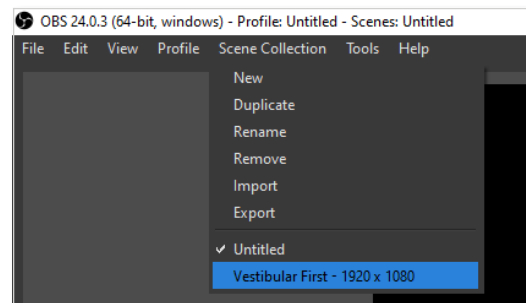 OBS 24.0.3 (64-bit, windows) - Profile: Untitled - Scenes: Untitled
File Edit View Profile Scene Collection Tools Help
New
Duplicate
Rename
Remove
Import
Export
✓ Untitled
Vestibular First - 1920 x 1080